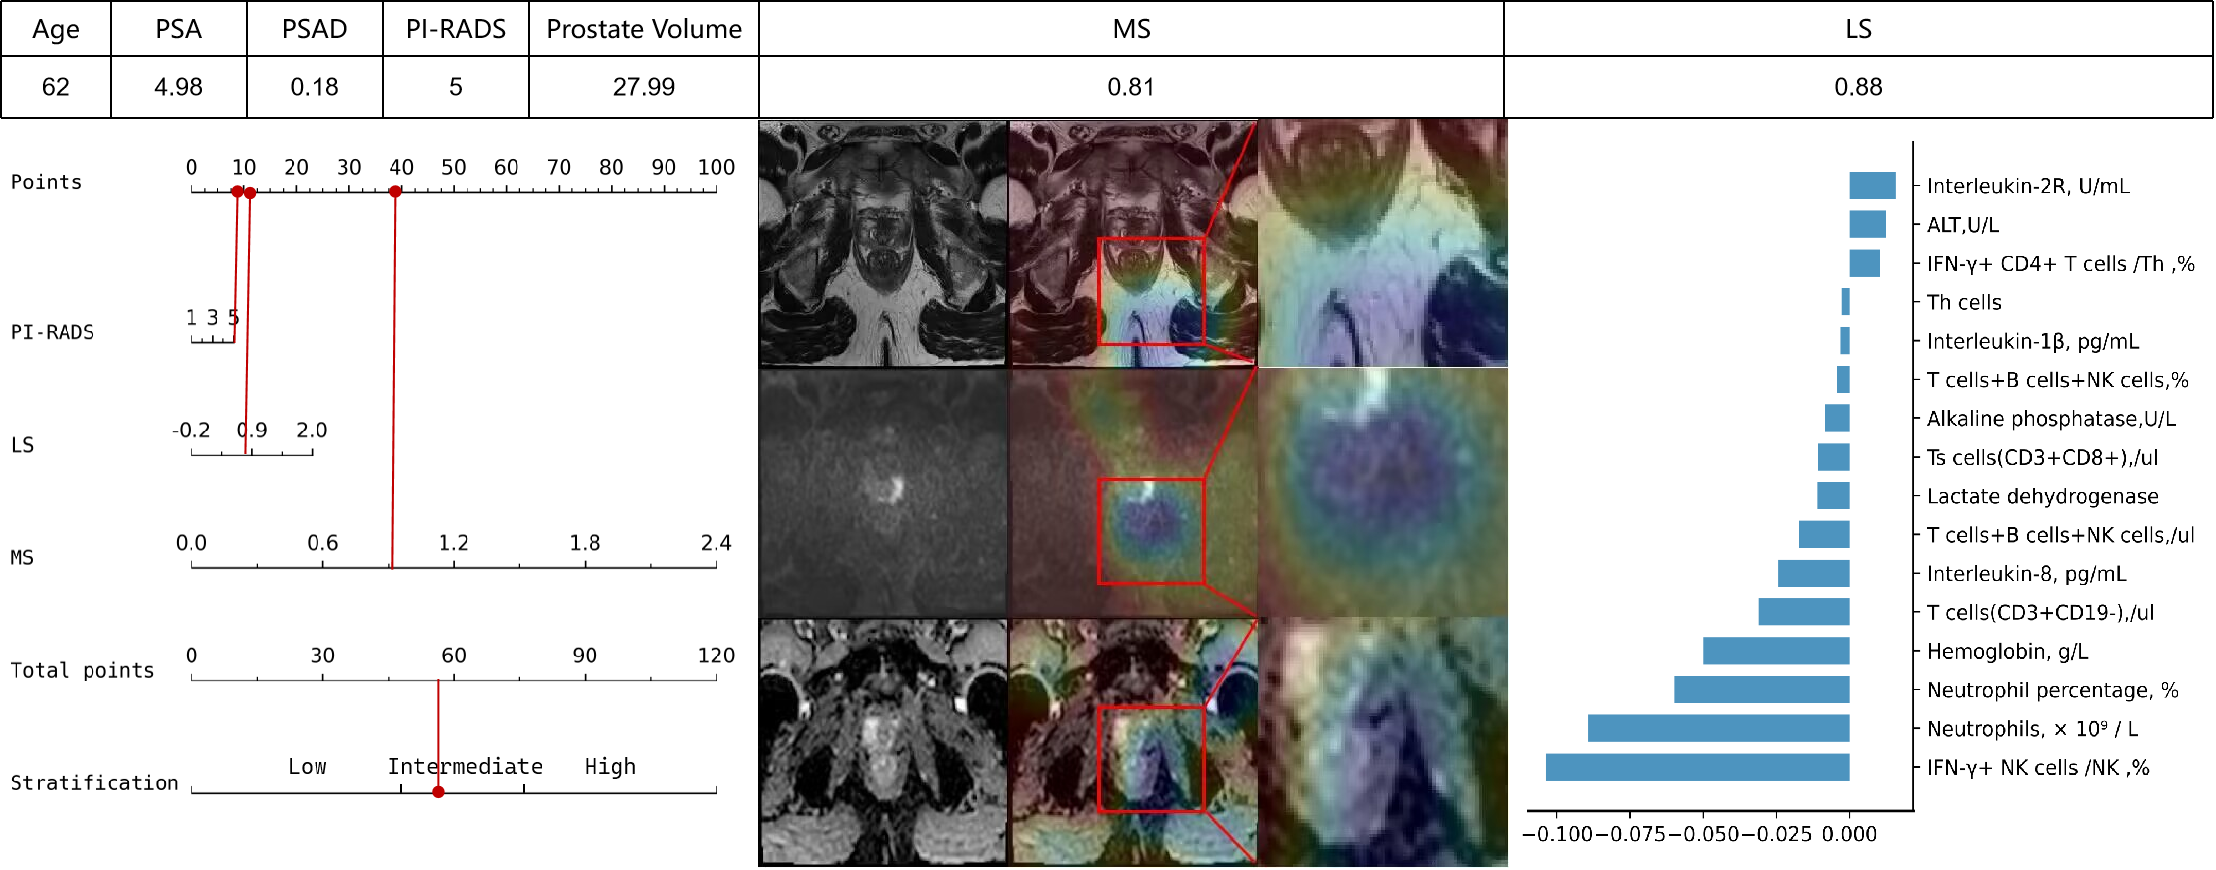 Age PSA PSAD PI-RADS Prostate Volume MS LS
62 4.98 0.18 5 27.99 0.81 0.88
Points
0 10 20 30 40 50 60 70 80 90 100
PI-RADS
1 3 5
LS
-0.2 0.9 2.0
MS
0.0 0.6 1.2 1.8 2.4
Total points
0 30 60 90 120
Stratification
Low Intermediate High
Interleukin-2R, U/mL
ALT,U/L
IFN-γ+ CD4+ T cells /Th ,%
Th cells
Interleukin-1β, pg/mL
T cells+B cells+NK cells,%
Alkaline phosphatase,U/L
Ts cells(CD3+CD8+),/ul
Lactate dehydrogenase
T cells+B cells+NK cells,/ul
Interleukin-8, pg/mL
T cells(CD3+CD19-),/ul
Hemoglobin, g/L
Neutrophil percentage, %
Neutrophils, × 10⁹ / L
IFN-γ+ NK cells /NK ,%
−0.100 −0.075 −0.050 −0.025 0.000